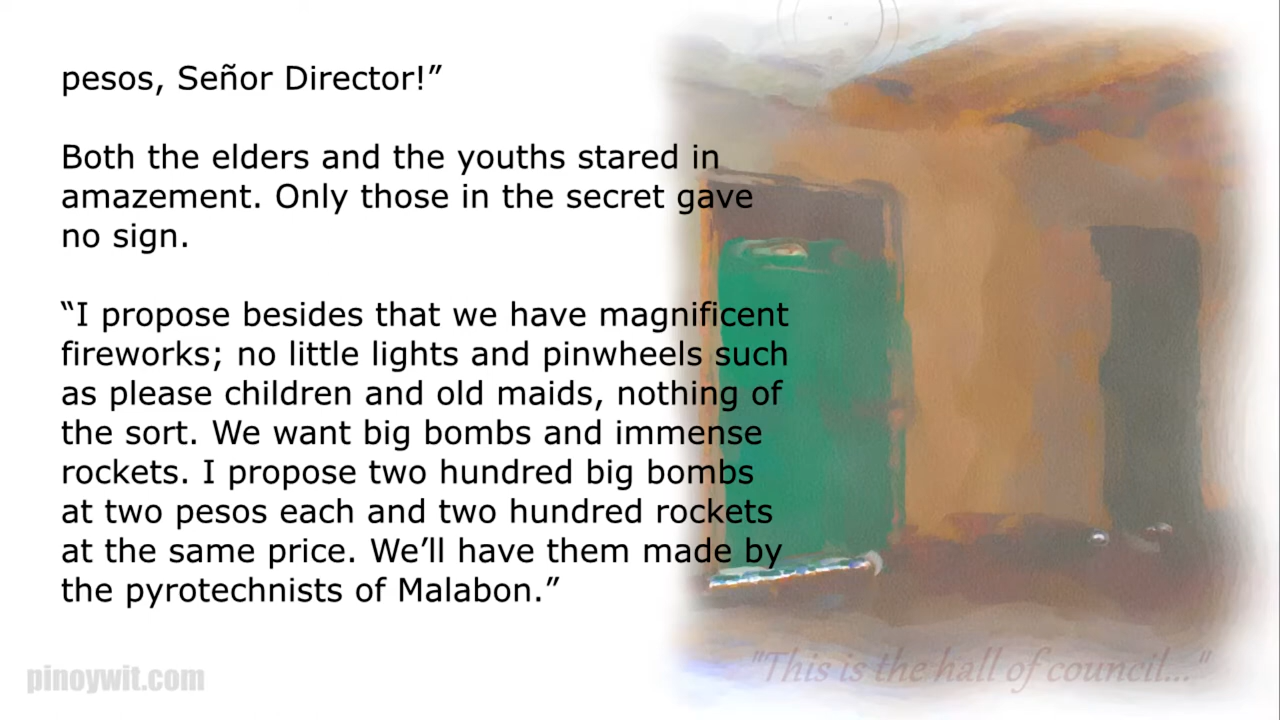 pesos, Señor Director!”
Both the elders and the youths stared in
amazement. Only those in the secret gave
no sign.
“I propose besides that we have magnificent
fireworks; no little lights and pinwheels such
as please children and old maids, nothing of
the sort. We want big bombs and immense
rockets. I propose two hundred big bombs
at two pesos each and two hundred rockets
at the same price. We’ll have them made by
the pyrotechnists of Malabon.”
pinoywit.com
"This is the hall of council..."